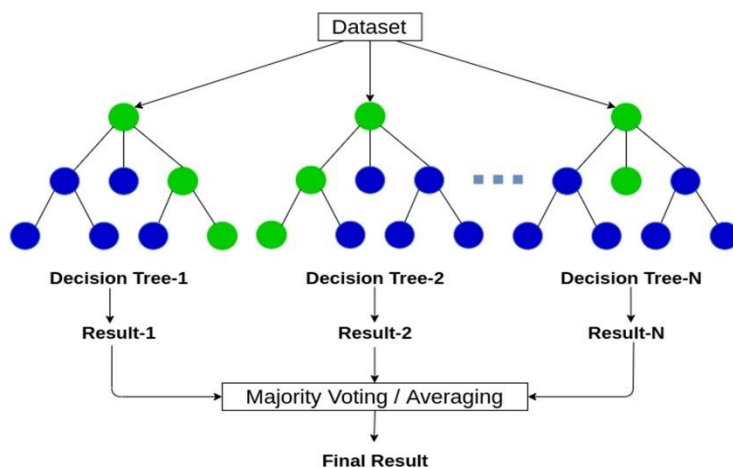 Dataset
Decision Tree-1
Decision Tree-2
Decision Tree-N
Result-1
Result-2
Result-N
Majority Voting / Averaging
Final Result